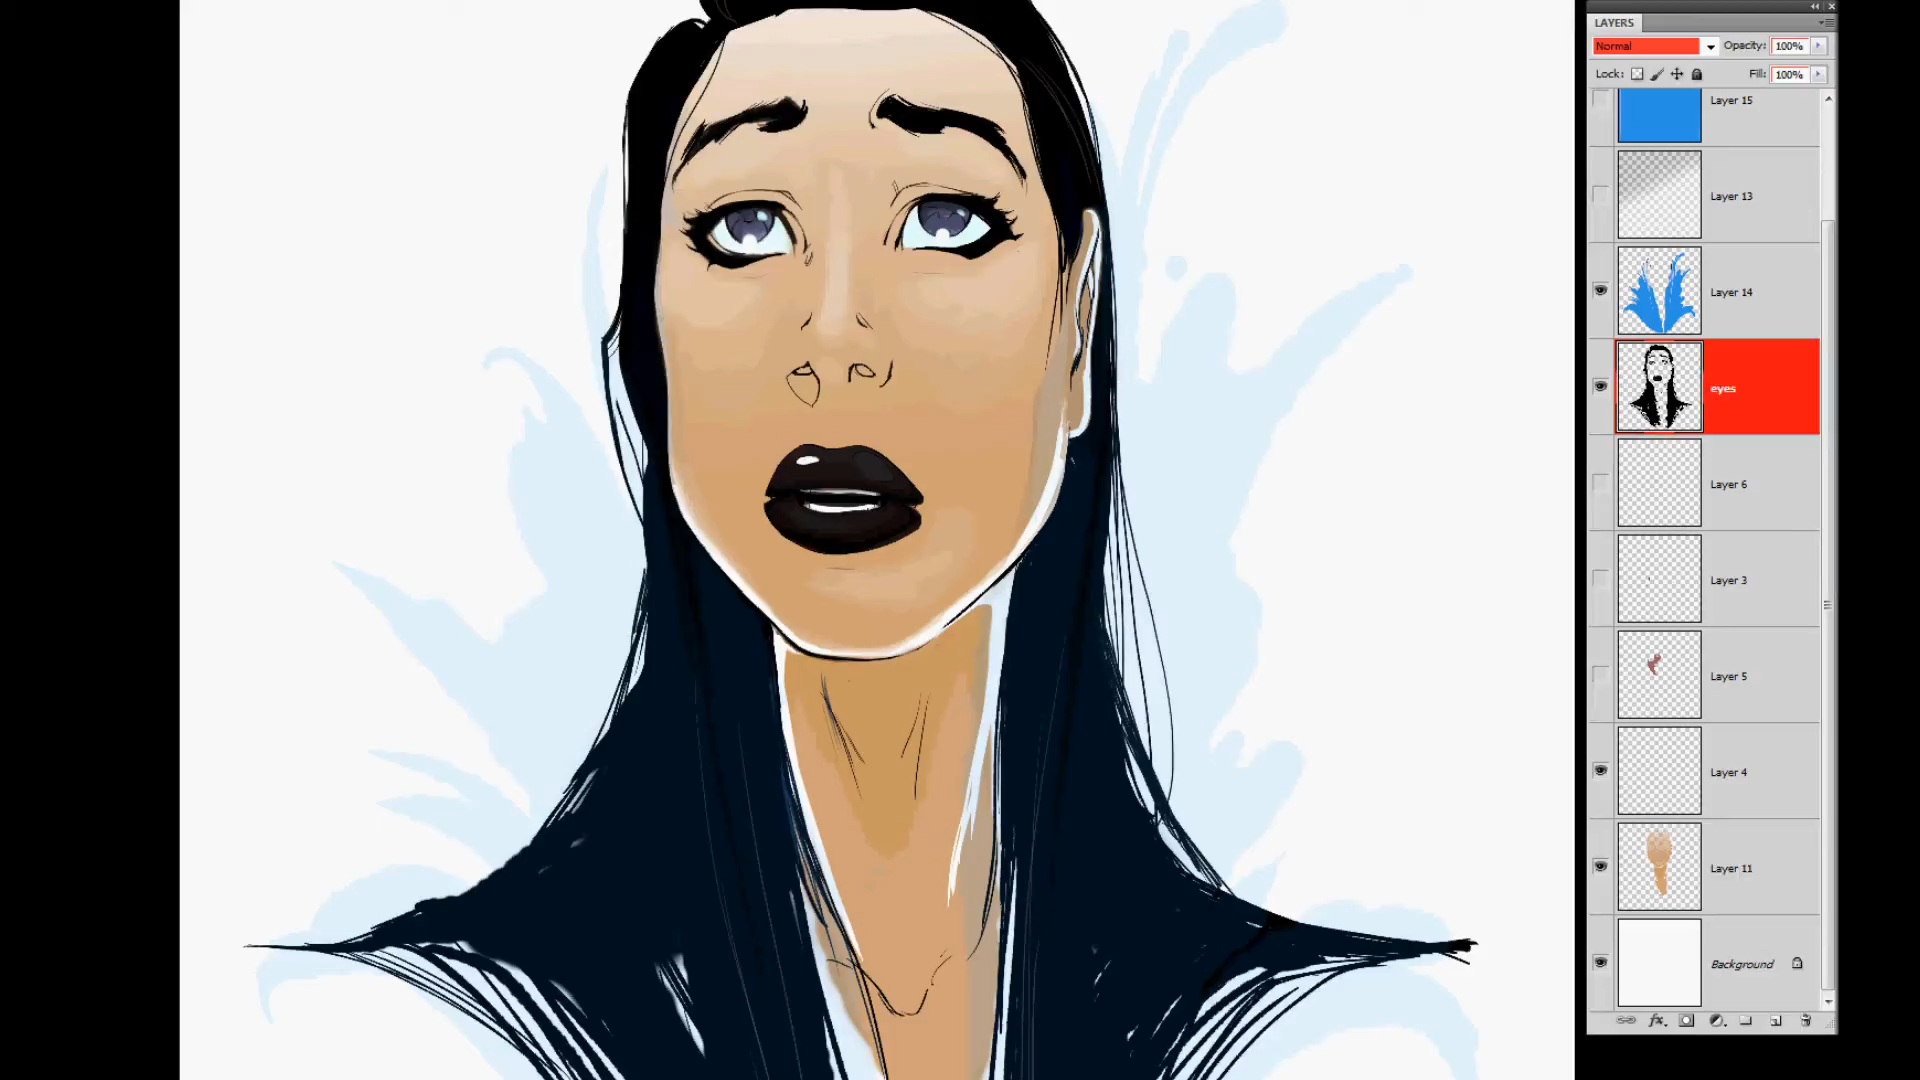 LAYERS
Normal Opacity: 100%
Lock: Fill: 100%
Layer 15
Layer 13
Layer 14
eyes
Layer 6
Layer 3
Layer 5
Layer 4
Layer 11
Background
fx